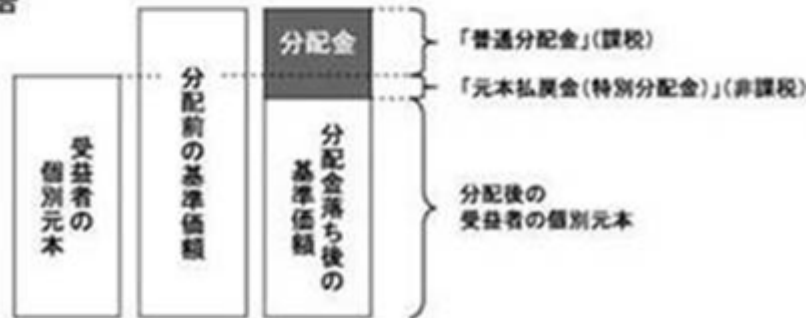 分配金
「普通分配金」(課税)
「元本払戻金(特別分配金)」(非課税)
受益者の
個別元本
分配前の基準価額
分配金落ち後の
基準価額
分配後の
受益者の個別元本